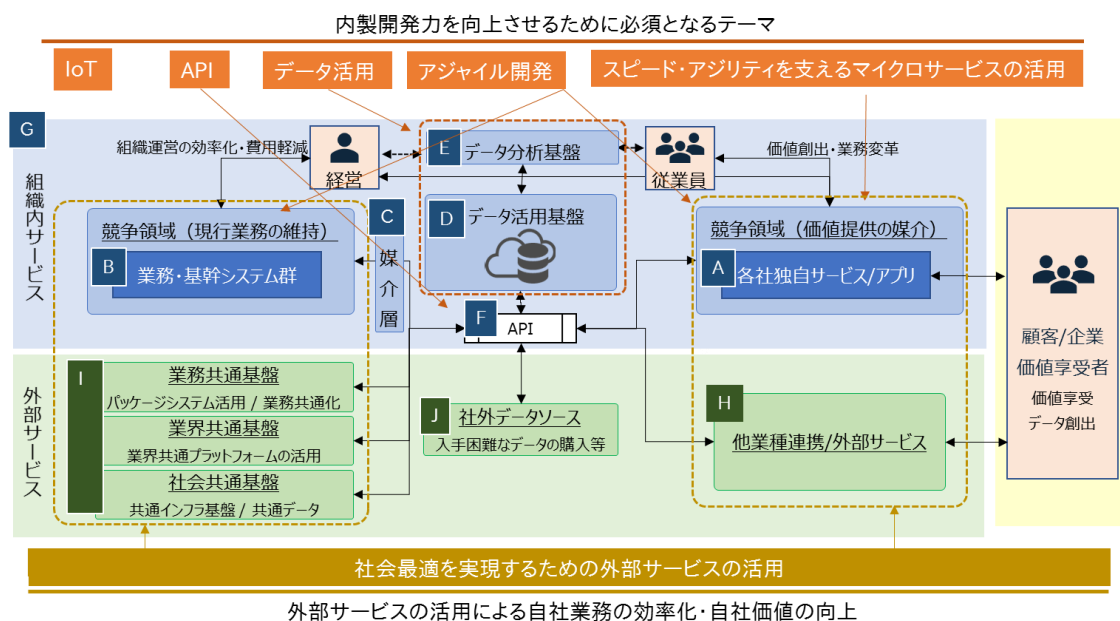 内製開発力を向上させるために必須となるテーマ
IoT
API
データ活用
アジャイル開発
スピード・アジリティを支えるマイクロサービスの活用
G
組織内サービス
組織運営の効率化・費用軽減
経営
E
データ分析基盤
従業員
価値創出・業務変革
競争領域（現行業務の維持）
B
業務・基幹システム群
C
媒介層
D
データ活用基盤
競争領域（価値提供の媒介）
A
各社独自サービス/アプリ
F
API
顧客/企業
価値享受者
価値享受
データ創出
外部サービス
I
業務共通基盤
パッケージシステム活用 / 業務共通化
業界共通基盤
業界共通プラットフォームの活用
社会共通基盤
共通インフラ基盤 / 共通データ
J
社外データソース
入手困難なデータの購入等
H
他業種連携/外部サービス
社会最適を実現するための外部サービスの活用
外部サービスの活用による自社業務の効率化・自社価値の向上